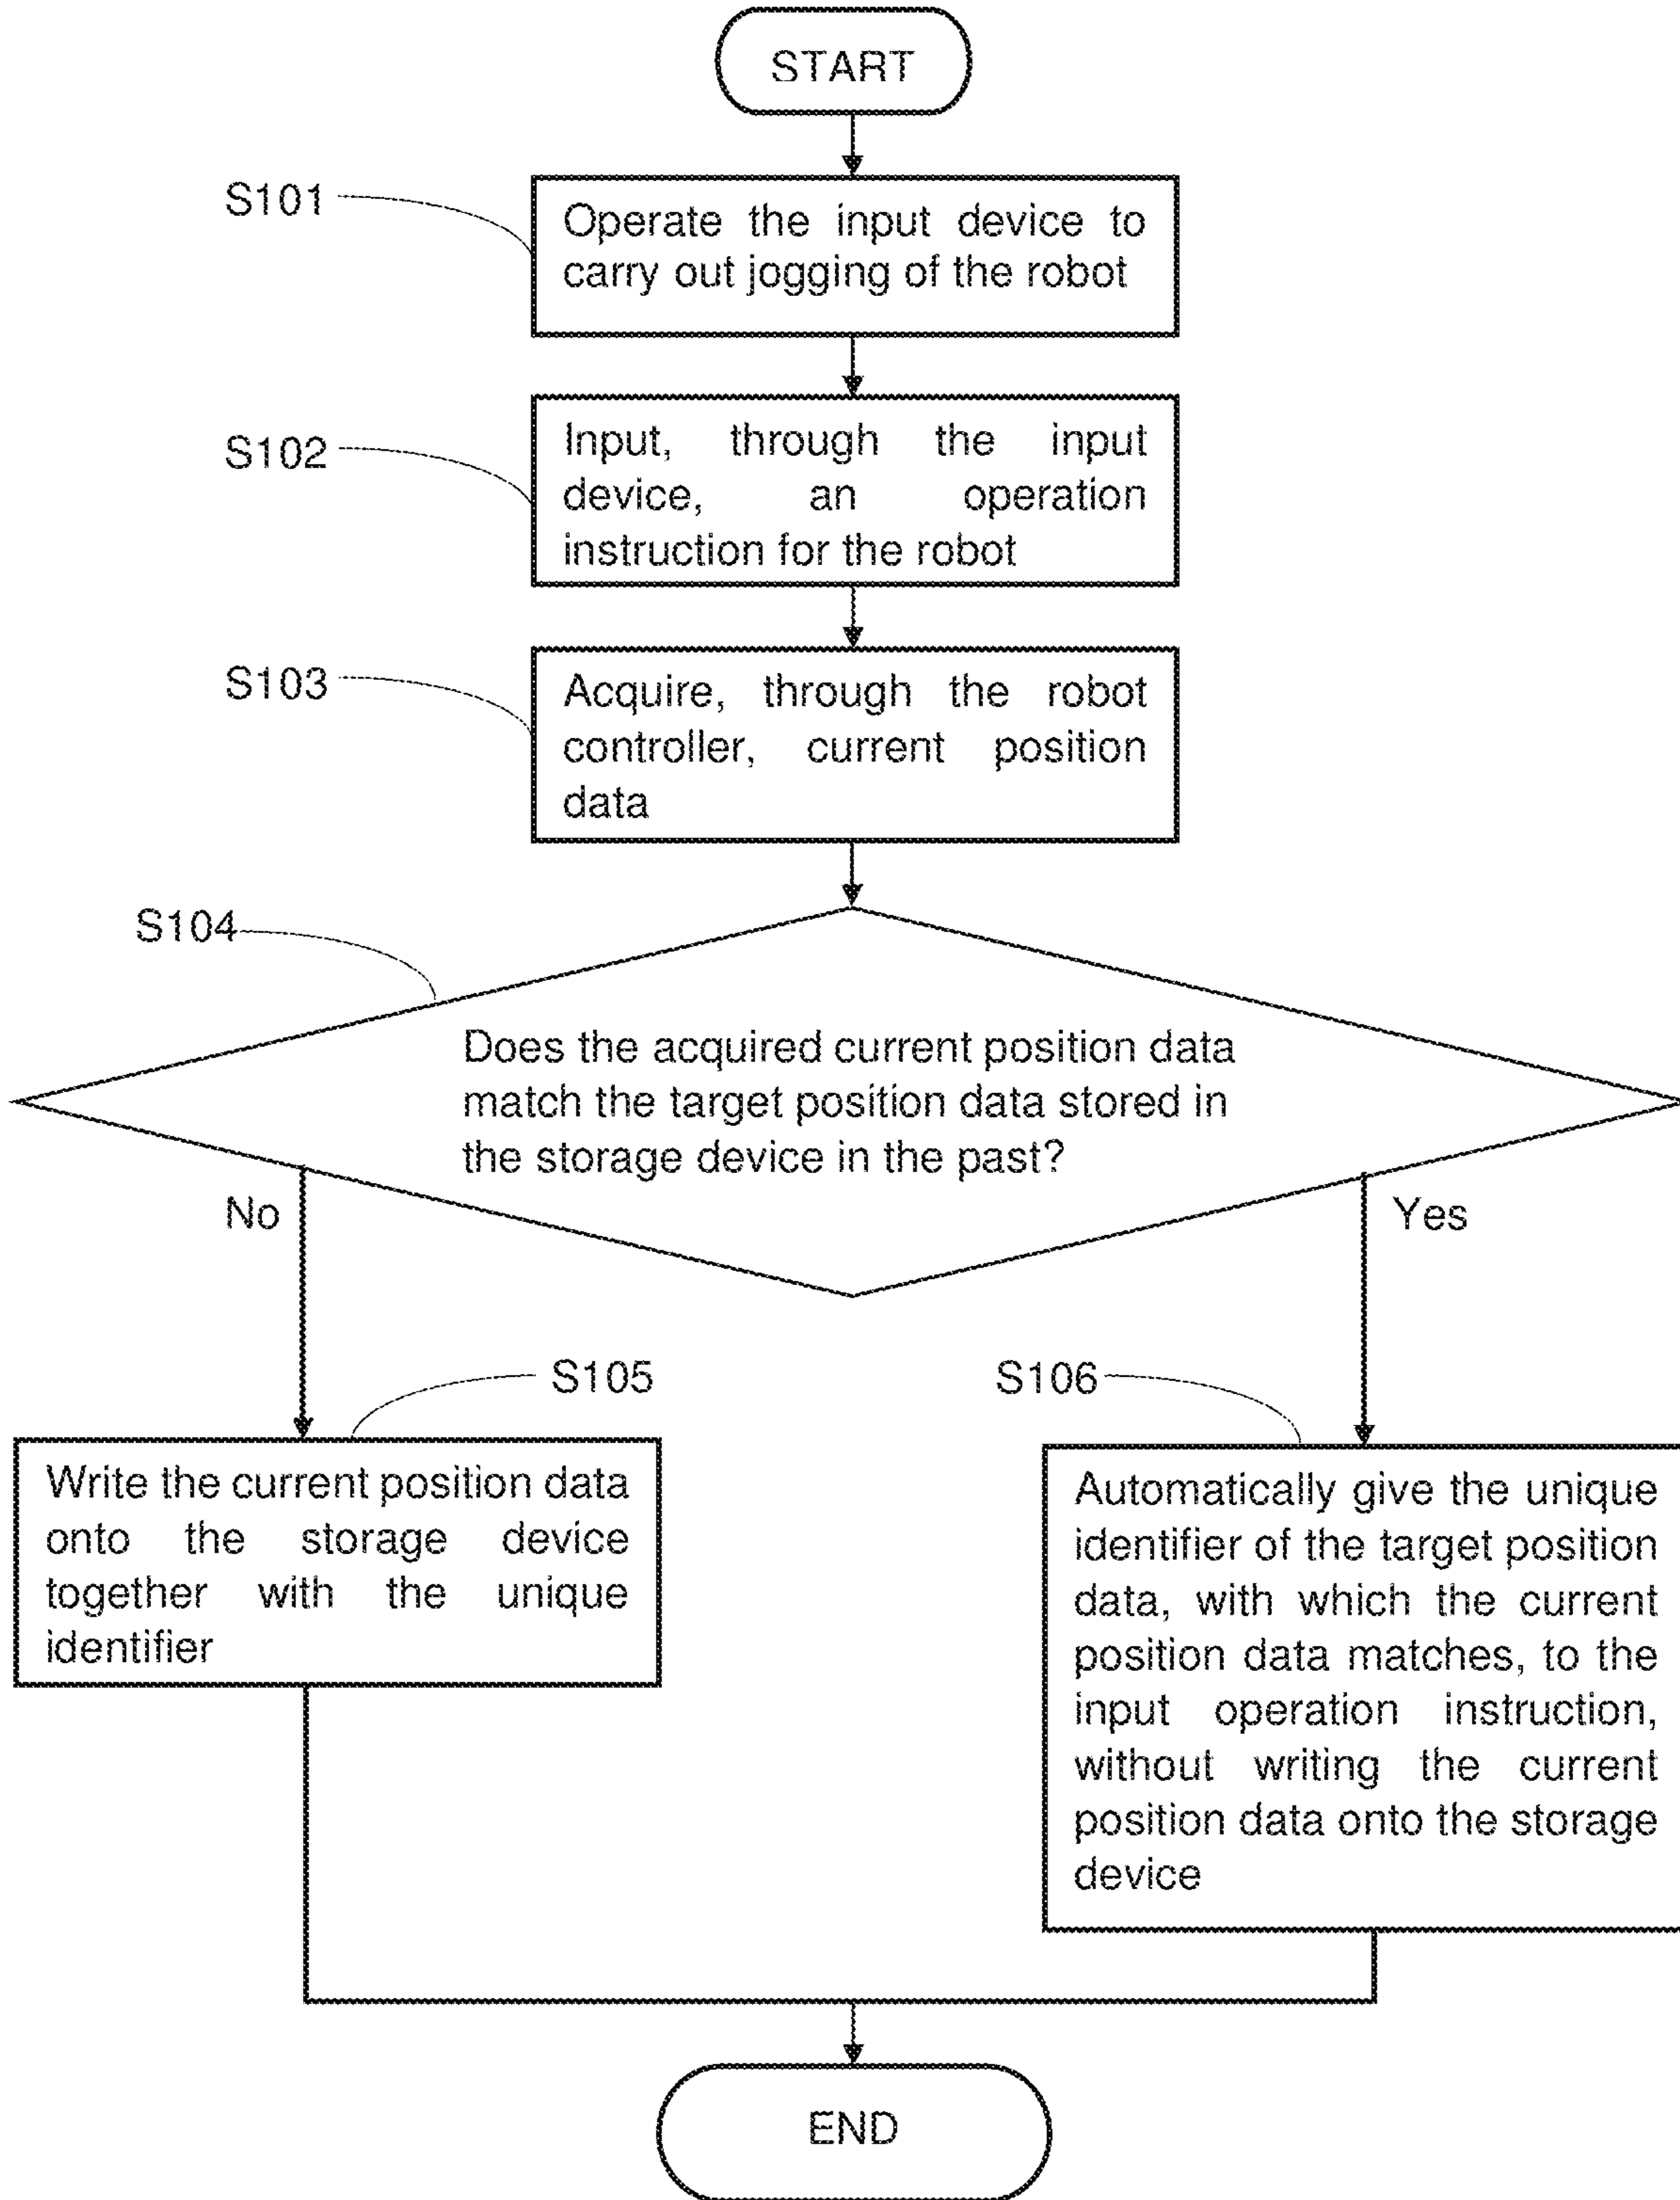 START
S101
Operate the input device to
carry out jogging of the robot
S102
Input, through the input
device, an operation
instruction for the robot
S103
Acquire, through the robot
controller, current position
data
S104
Does the acquired current position data
match the target position data stored in
the storage device in the past?
No
Yes
S105
S106
Write the current position data
onto the storage device
together with the unique
identifier
Automatically give the unique
identifier of the target position
data, with which the current
position data matches, to the
input operation instruction,
without writing the current
position data onto the storage
device
END